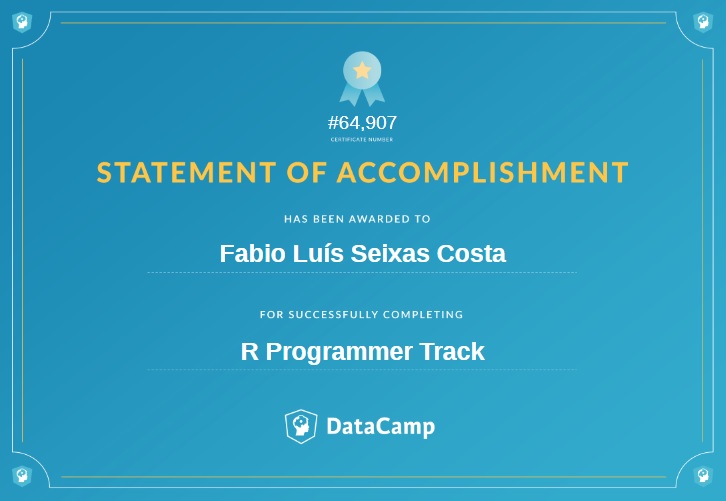 #64,907
CERTIFICATE NUMBER
STATEMENT OF ACCOMPLISHMENT
HAS BEEN AWARDED TO
Fabio Luís Seixas Costa
FOR SUCCESSFULLY COMPLETING
R Programmer Track
DataCamp